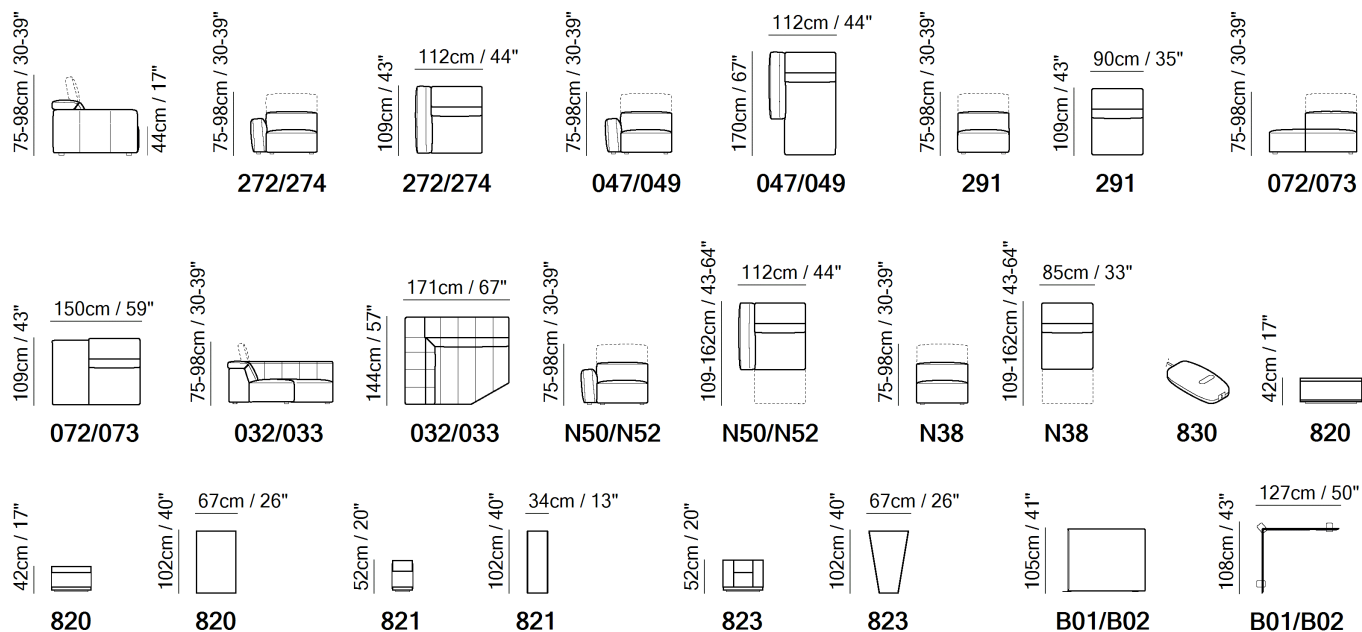 75-98cm / 30-39"
44cm / 17"
75-98cm / 30-39"
272/274
109cm / 43"
112cm / 44"
272/274
75-98cm / 30-39"
047/049
170cm / 67"
112cm / 44"
047/049
75-98cm / 30-39"
291
109cm / 43"
90cm / 35"
291
75-98cm / 30-39"
072/073
109cm / 43"
150cm / 59"
072/073
75-98cm / 30-39"
032/033
144cm / 57"
171cm / 67"
032/033
75-98cm / 30-39"
N50/N52
109-162cm / 43-64"
112cm / 44"
N50/N52
75-98cm / 30-39"
N38
109-162cm / 43-64"
85cm / 33"
N38
830
42cm / 17"
820
42cm / 17"
820
102cm / 40"
67cm / 26"
820
52cm / 20"
821
102cm / 40"
34cm / 13"
821
52cm / 20"
823
102cm / 40"
67cm / 26"
823
105cm / 41"
B01/B02
108cm / 43"
127cm / 50"
B01/B02